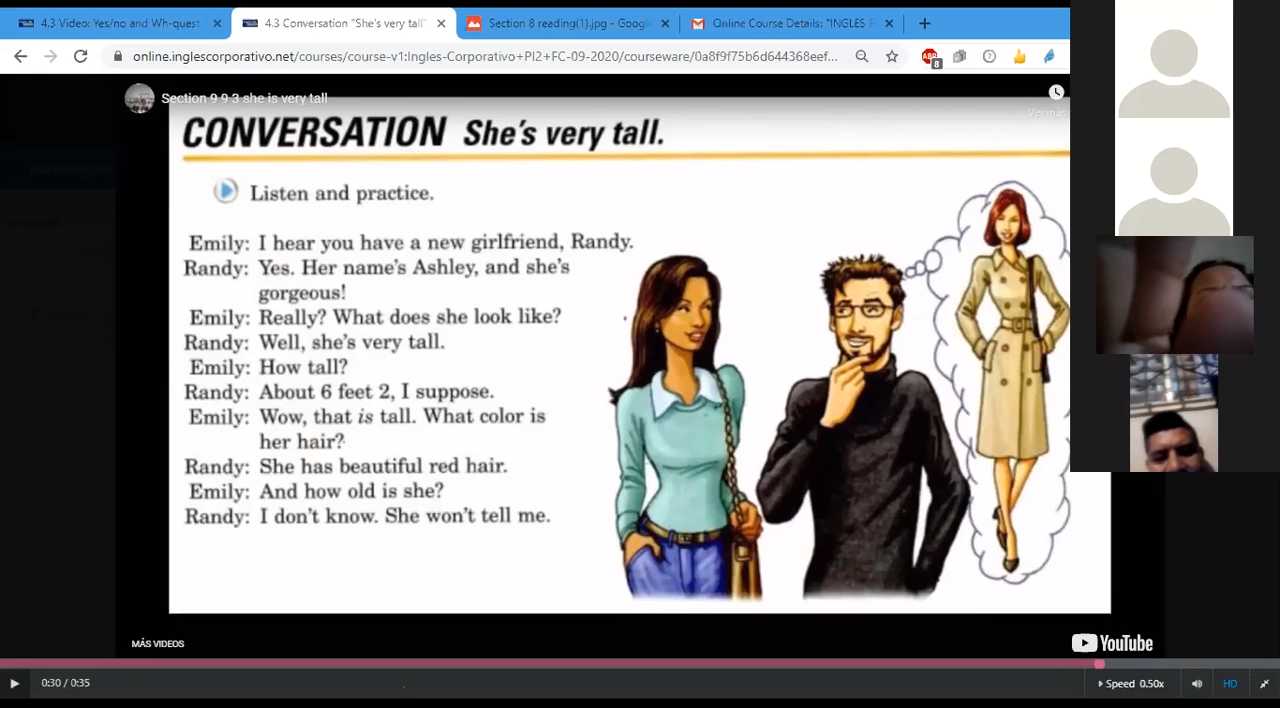 4.3 Video: Yes/no and Wh-quest
4.3 Conversation "She's very tall"
Section 8 reading(1).jpg - Googl
Online Course Details: "INGLES P
online.inglescorporativo.net/courses/course-v1:Ingles-Corporativo+PI2+FC-09-2020/courseware/0a8f9f75b6d644368eef...
ABP
8
Section 9 9 3 she is very tall
Ver más
CONVERSATION She's very tall.
Listen and practice.
Emily: I hear you have a new girlfriend, Randy.
Randy: Yes. Her name's Ashley, and she's
gorgeous!
Emily: Really? What does she look like?
Randy: Well, she's very tall.
Emily: How tall?
Randy: About 6 feet 2, I suppose.
Emily: Wow, that is tall. What color is
her hair?
Randy: She has beautiful red hair.
Emily: And how old is she?
Randy: I don't know. She won't tell me.
MÁS VIDEOS
YouTube
0:30 / 0:35
Speed 0.50x
HD